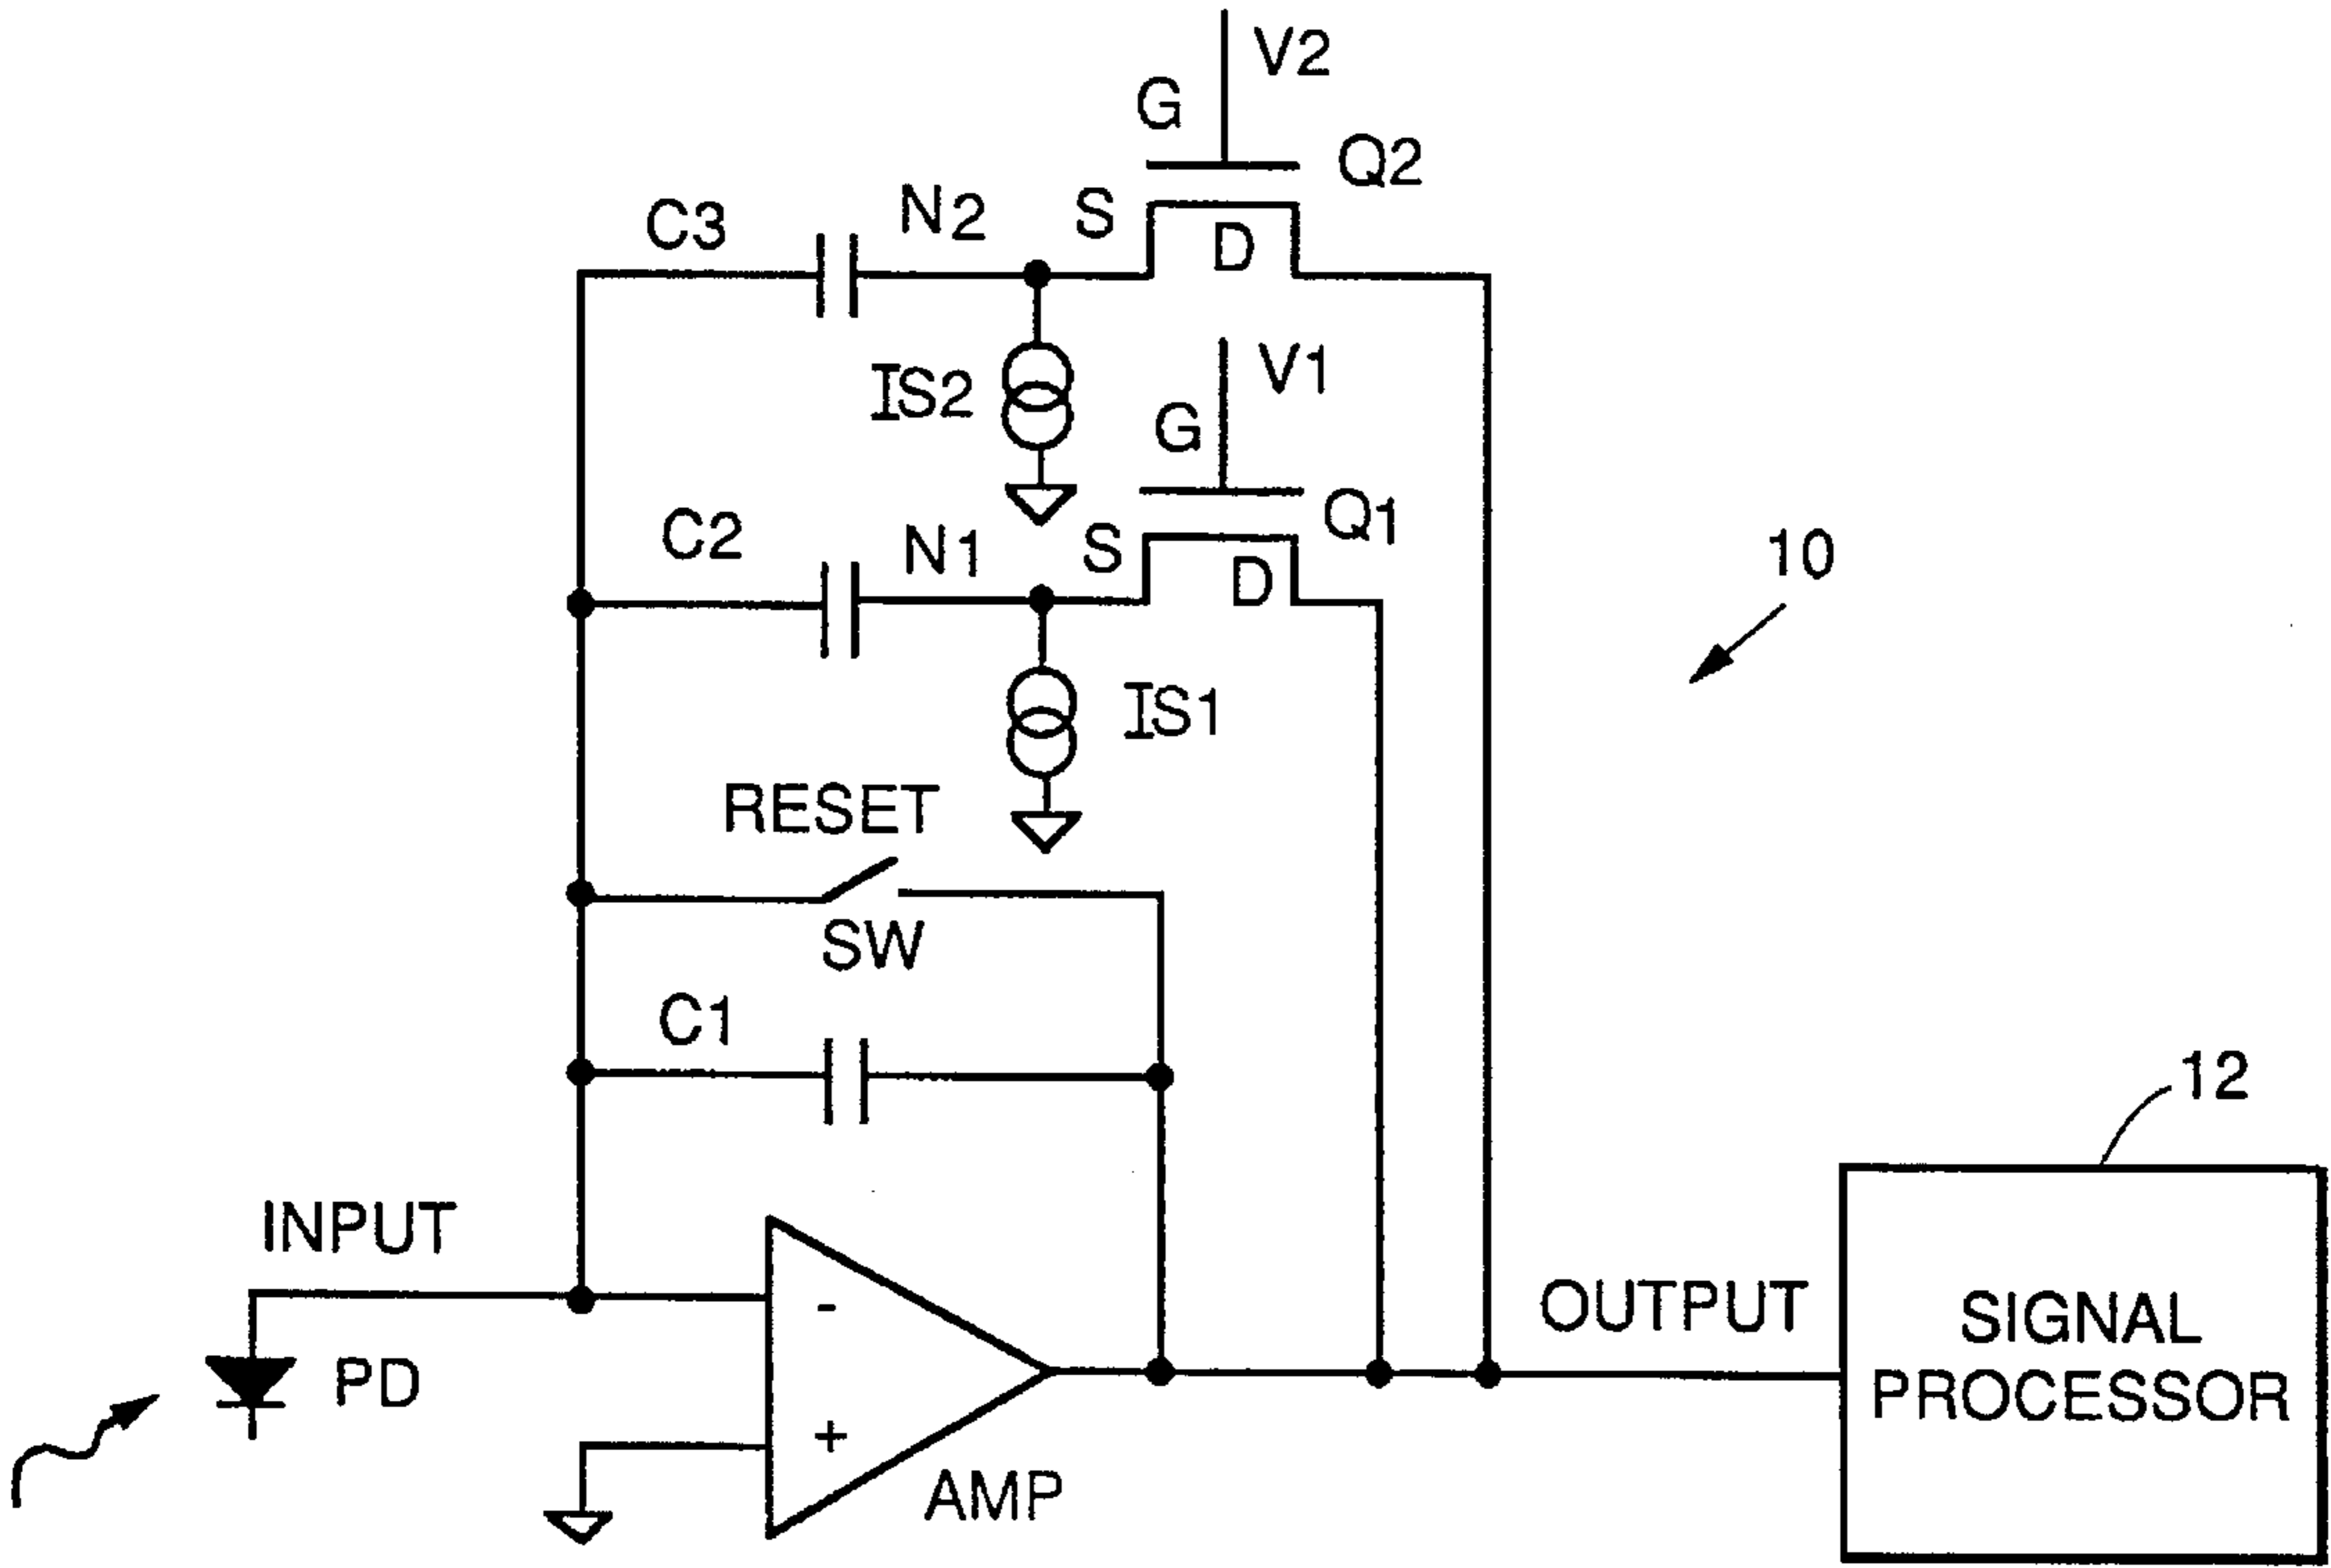 V2
G
Q2
C3
N2
S
D
V1
IS2
G
Q1
C2
N1
S
D
10
IS1
RESET
SW
C1
12
INPUT
-
OUTPUT
SIGNAL
PROCESSOR
PD
+
AMP